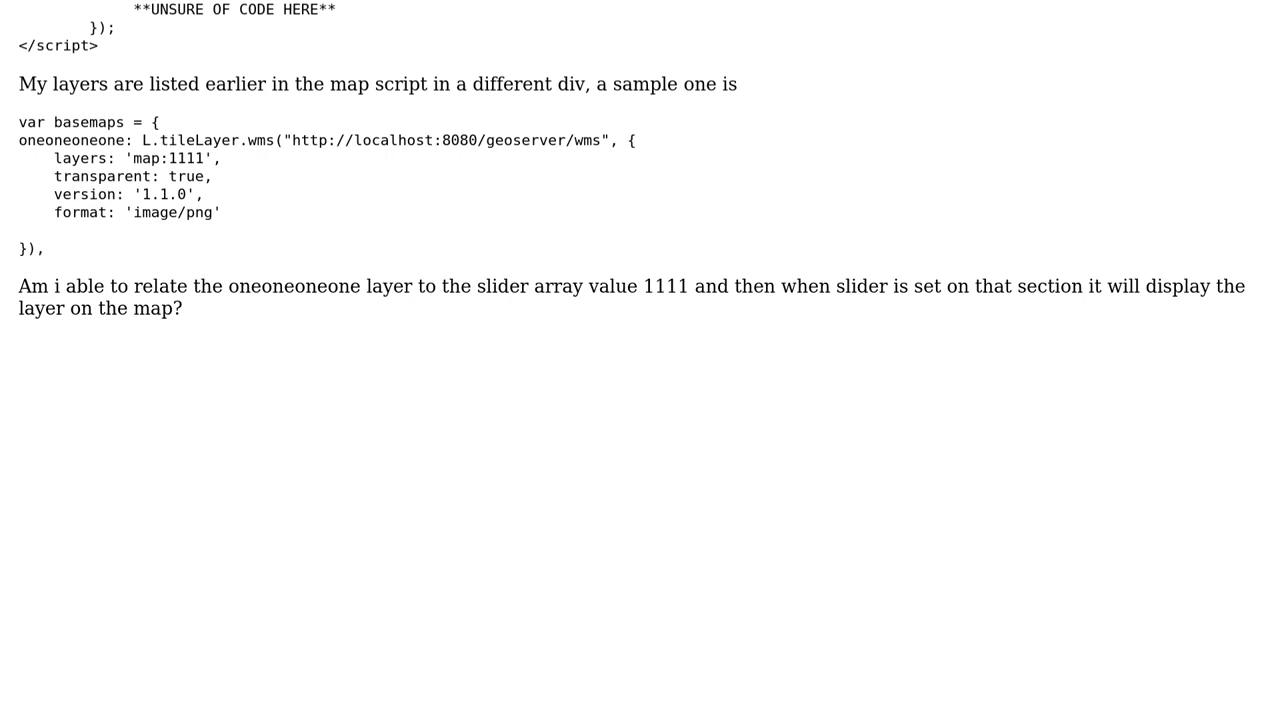 **UNSURE OF CODE HERE**
});
</script>
My layers are listed earlier in the map script in a different div, a sample one is
var basemaps = {
oneoneoneone: L.tileLayer.wms("http://localhost:8080/geoserver/wms", {
layers: 'map:1111',
transparent: true,
version: '1.1.0',
format: 'image/png'
}),
Am i able to relate the oneoneoneone layer to the slider array value 1111 and then when slider is set on that section it will display the
layer on the map?